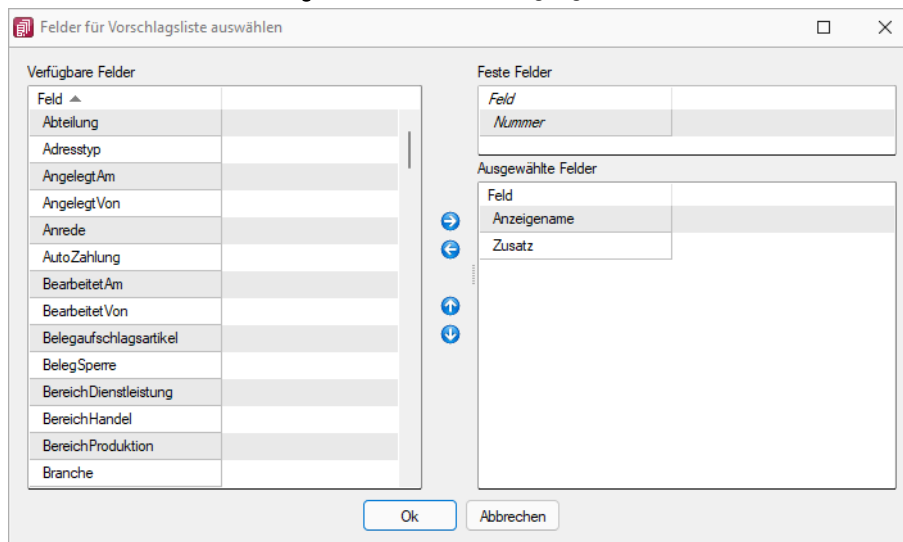 Felder für Vorschlagsliste auswählen
Verfügbare Felder
Feld
Abteilung
Adresstyp
AngelegtAm
AngelegtVon
Anrede
AutoZahlung
BearbeitetAm
BearbeitetVon
Belegaufschlagsartikel
BelegSperre
BereichDienstleistung
BereichHandel
BereichProduktion
Branche
Feste Felder
Feld
Nummer
Ausgewählte Felder
Feld
Anzeigename
Zusatz
Ok
Abbrechen